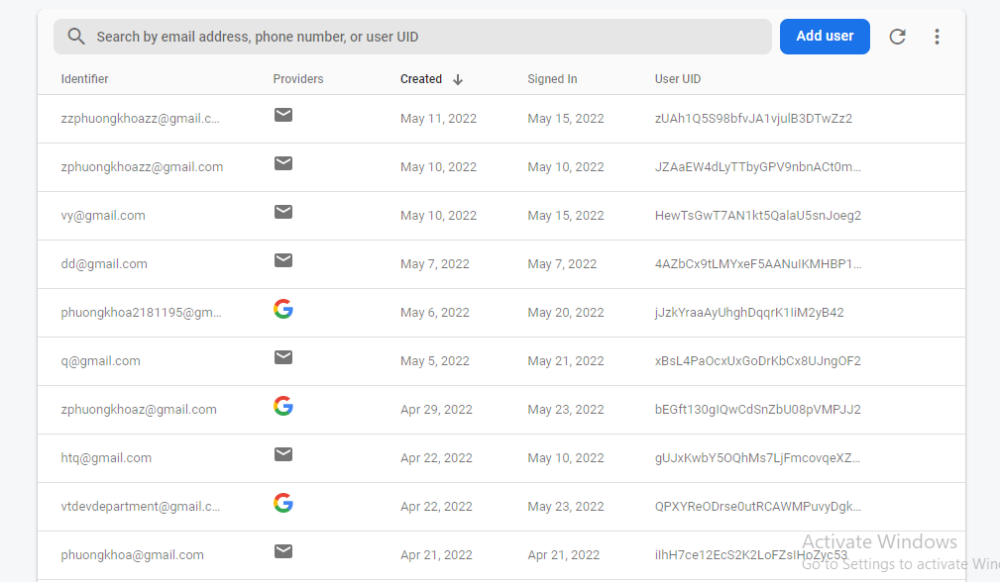 Search by email address, phone number, or user UID Add user
Identifier Providers Created Signed In User UID
zzphuongkhoazz@gmail.c... May 11, 2022 May 15, 2022 zUAh1Q5S98bfvJA1vjulB3DTwZz2
zphuongkhoazz@gmail.com May 10, 2022 May 10, 2022 JZAaEW4dLyTTbyGPV9nbnACt0m...
vy@gmail.com May 10, 2022 May 15, 2022 HewTsGwT7AN1kt5QalaU5snJoeg2
dd@gmail.com May 7, 2022 May 7, 2022 4AZbCx9tLMYxeF5AANuIKMHBP1...
phuongkhoa2181195@gm... May 6, 2022 May 20, 2022 jJzkYraaAyUhghDqqrK1IiM2yB42
q@gmail.com May 5, 2022 May 21, 2022 xBsL4PaOcxUxGoDrKbCx8UJngOF2
zphuongkhoaz@gmail.com Apr 29, 2022 May 23, 2022 bEGft130gIQwCdSnZbU08pVMPJJ2
htq@gmail.com Apr 22, 2022 May 10, 2022 gUJxKwbY5OQhMs7LjFmcovqeXZ...
vtdevdepartment@gmail.c... Apr 22, 2022 May 23, 2022 QPXYReODrse0utRCAWMPuvyDgk...
phuongkhoa@gmail.com Apr 21, 2022 Apr 21, 2022 iIhH7ce12EcS2K2LoFZsIHoZyc53
Activate Windows
Go to Settings to activate Win